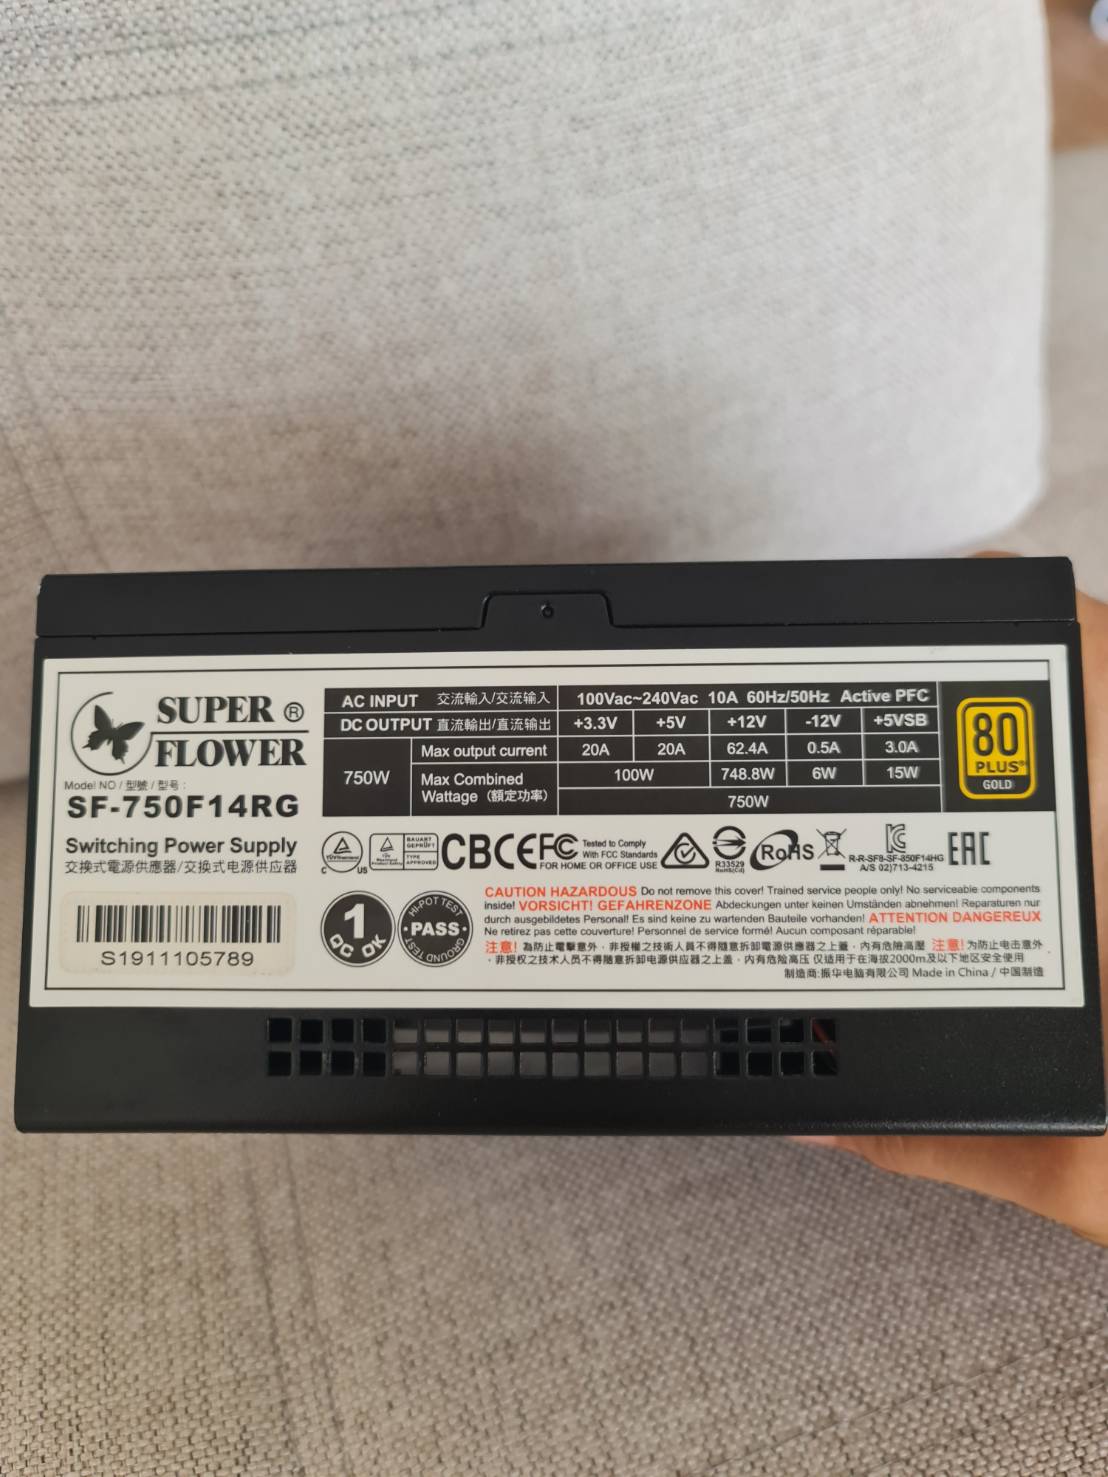 SUPER ®
FLOWER
Model NO / 型號 / 型号 :
SF-750F14RG
Switching Power Supply
交換式電源供應器/交换式电源供应器
S1911105789
AC INPUT 交流輸入/交流输入 100Vac~240Vac 10A 60Hz/50Hz Active PFC
DC OUTPUT 直流輸出/直流输出 +3.3V +5V +12V -12V +5VSB
750W Max output current 20A 20A 62.4A 0.5A 3.0A
Max Combined Wattage (額定功率) 100W 748.8W 6W 15W
750W
80
PLUS®
GOLD
C US
BAUART
GEPRÜFT
TYPE
APPROVED
CB CE FC
Tested to Comply
With FCC Standards
FOR HOME OR OFFICE USE
R33529
RoHS(Cd)
RoHS
R-R-SF8-SF-850F14HG
A/S 02)713-4215
EAC
1
QC OK
HI-POT TEST
PASS
GROUND TEST
CAUTION HAZARDOUS Do not remove this cover! Trained service people only! No serviceable components
inside! VORSICHT! GEFAHRENZONE Abdeckungen unter keinen Umständen abnehmen! Reparaturen nur
durch ausgebildetes Personal! Es sind keine zu wartenden Bauteile vorhanden! ATTENTION DANGEREUX
Ne retirez pas cette couverture! Personnel de service formé! Aucun composant réparable!
注意! 為防止電擊意外﹐非授權之技術人員不得隨意拆卸電源供應器之上蓋﹐內有危險高壓 注意! 为防止电击意外
﹐非授权之技术人员不得随意拆卸电源供应器之上盖﹐内有危险高压 仅适用于在海拔2000m及以下地区安全使用
制造商:振华电脑有限公司 Made in China / 中国制造